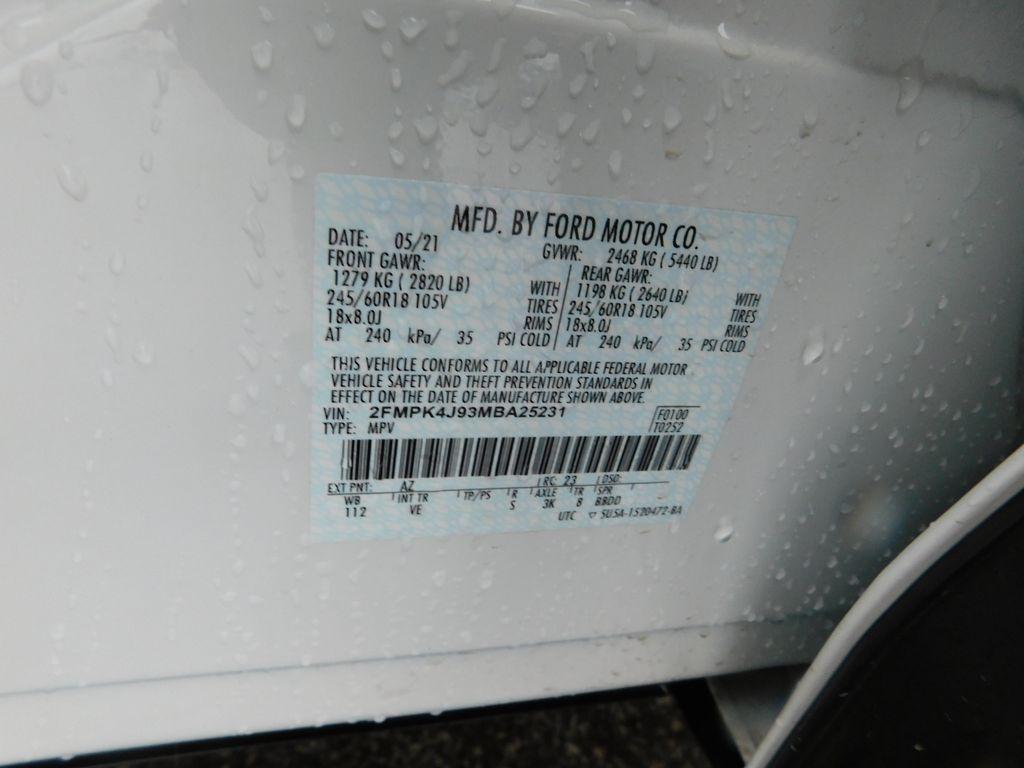 MFD. BY FORD MOTOR CO.
DATE: 05/21 GVWR: 2468 KG ( 5440 LB)
FRONT GAWR: REAR GAWR:
1279 KG ( 2820 LB) WITH 1198 KG ( 2640 LB) WITH
245/60R18 105V TIRES 245/60R18 105V TIRES
18x8.0J RIMS 18x8.0J RIMS
AT 240 kPa/ 35 PSI COLD AT 240 kPa/ 35 PSI COLD
THIS VEHICLE CONFORMS TO ALL APPLICABLE FEDERAL MOTOR
VEHICLE SAFETY AND THEFT PREVENTION STANDARDS IN
EFFECT ON THE DATE OF MANUFACTURE SHOWN ABOVE.
VIN: 2FMPK4J93MBA25231 F0100
TYPE: MPV T0252
EXT PNT: AZ RC: 23 DSO:
WB INT TR TP/PS R AXLE TR SPR
112 VE S 3K 8 BBDD
UTC ▽ 5U5A-1520472-BA